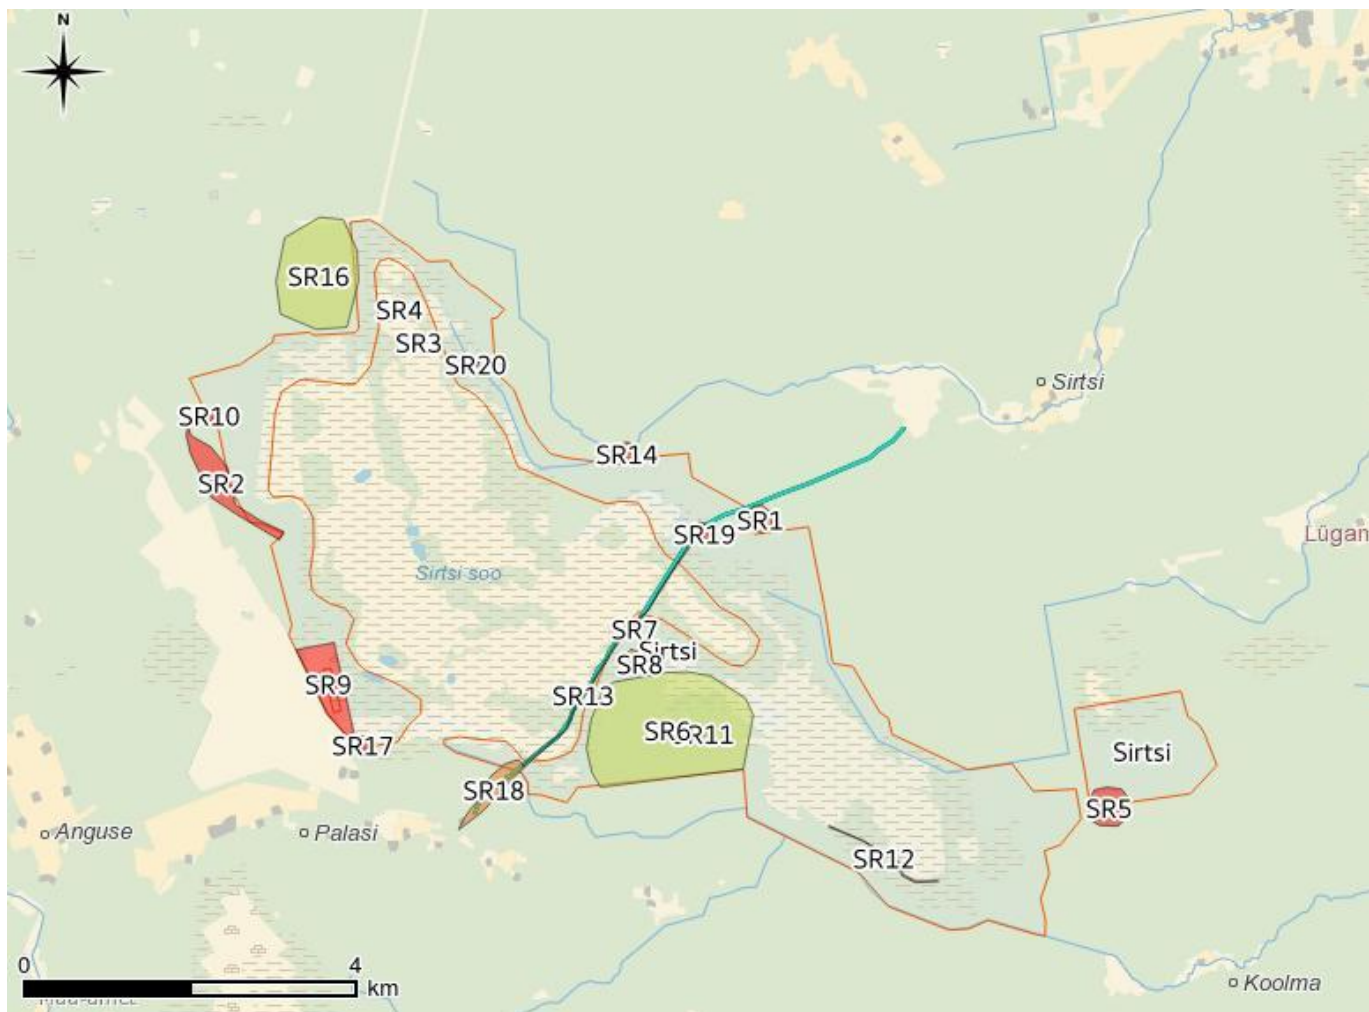 N
SR16
SR4
SR3
SR20
Sirtsi
SR10
SR14
SR2
SR1
SR19
Lügan
Sirtsi soo
SR7
Sirtsi
SR8
SR9
SR13
SR6
SR11
SR17
Sirtsi
SR18
SR5
Anguse
Palasi
SR12
0 4
km
Koolma